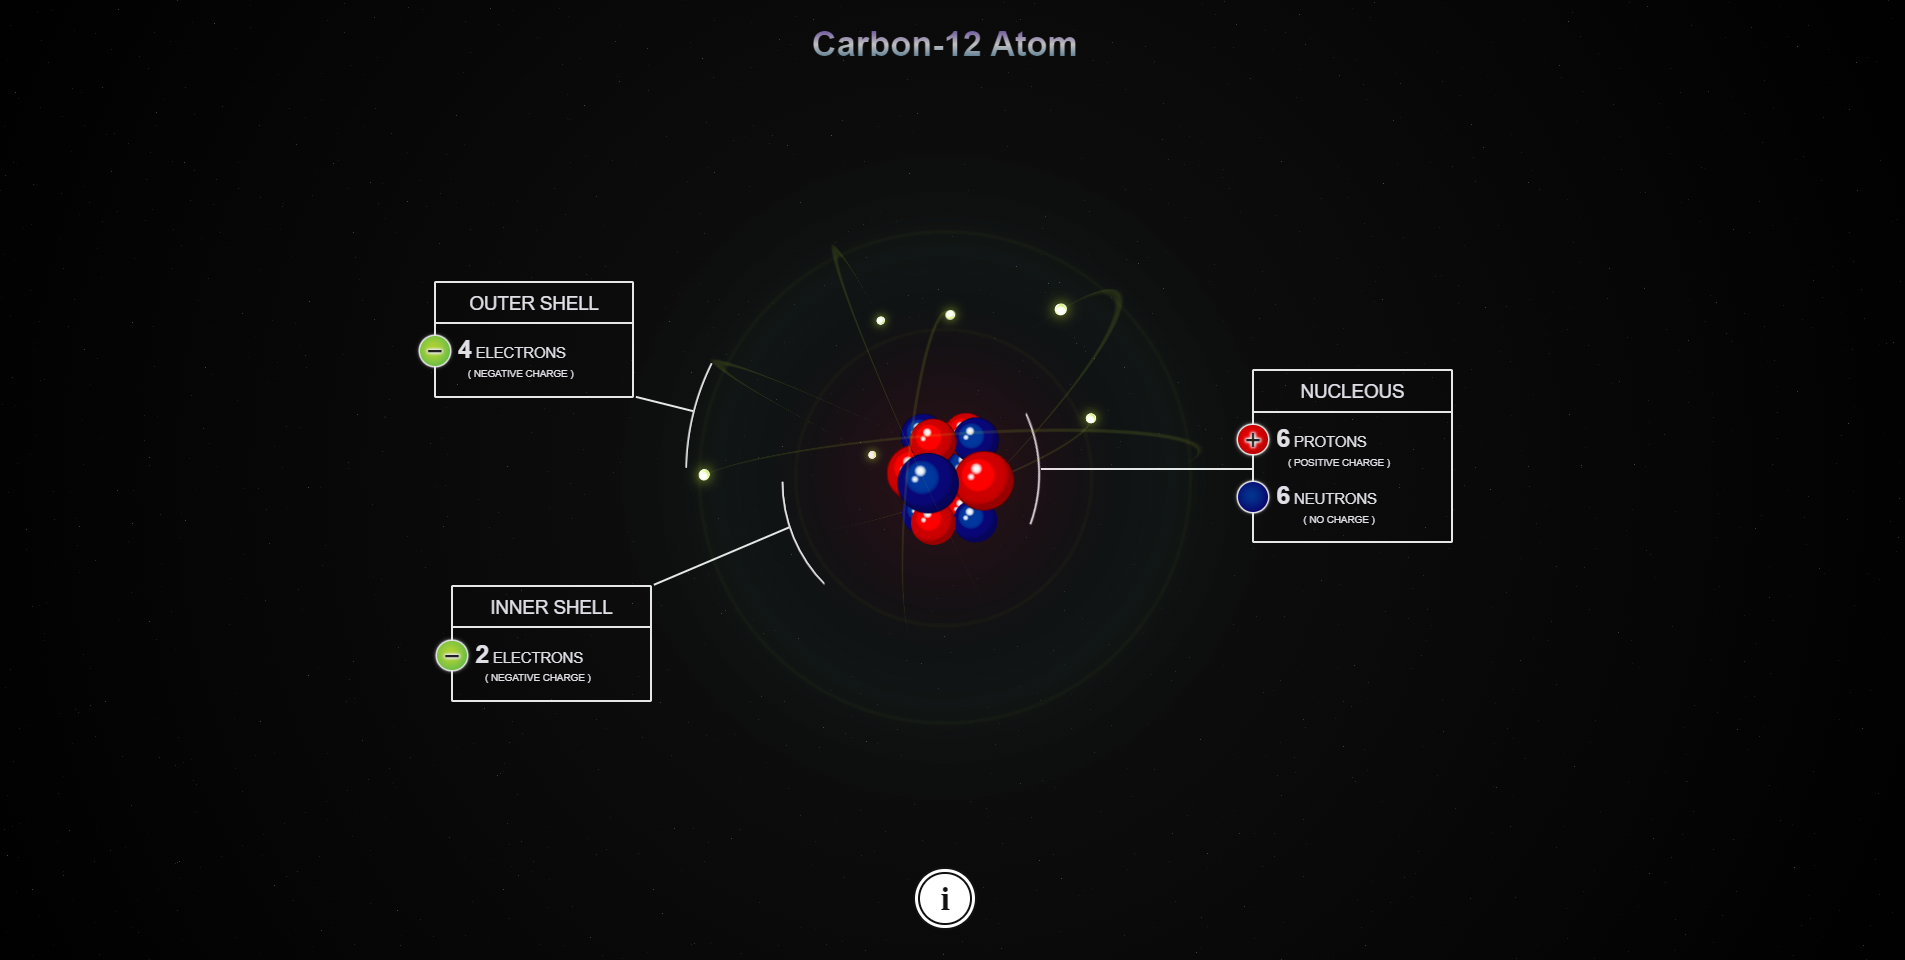 Carbon-12 Atom
OUTER SHELL
4 ELECTRONS
( NEGATIVE CHARGE )
NUCLEOUS
6 PROTONS
( POSITIVE CHARGE )
6 NEUTRONS
( NO CHARGE )
INNER SHELL
2 ELECTRONS
( NEGATIVE CHARGE )
i